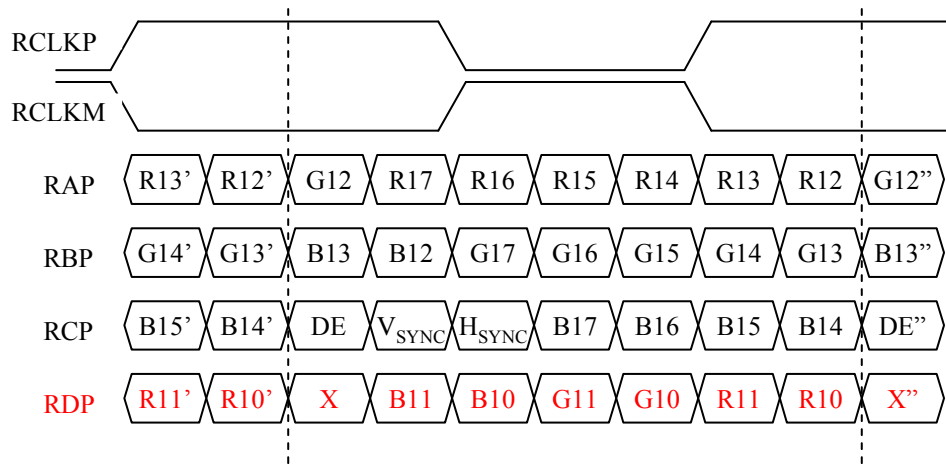 RCLKP
RCLKM
RAP R13’ R12’ G12 R17 R16 R15 R14 R13 R12 G12”
RBP G14’ G13’ B13 B12 G17 G16 G15 G14 G13 B13”
RCP B15’ B14’ DE VSYNC HSYNC B17 B16 B15 B14 DE”
RDP R11’ R10’ X B11 B10 G11 G10 R11 R10 X”